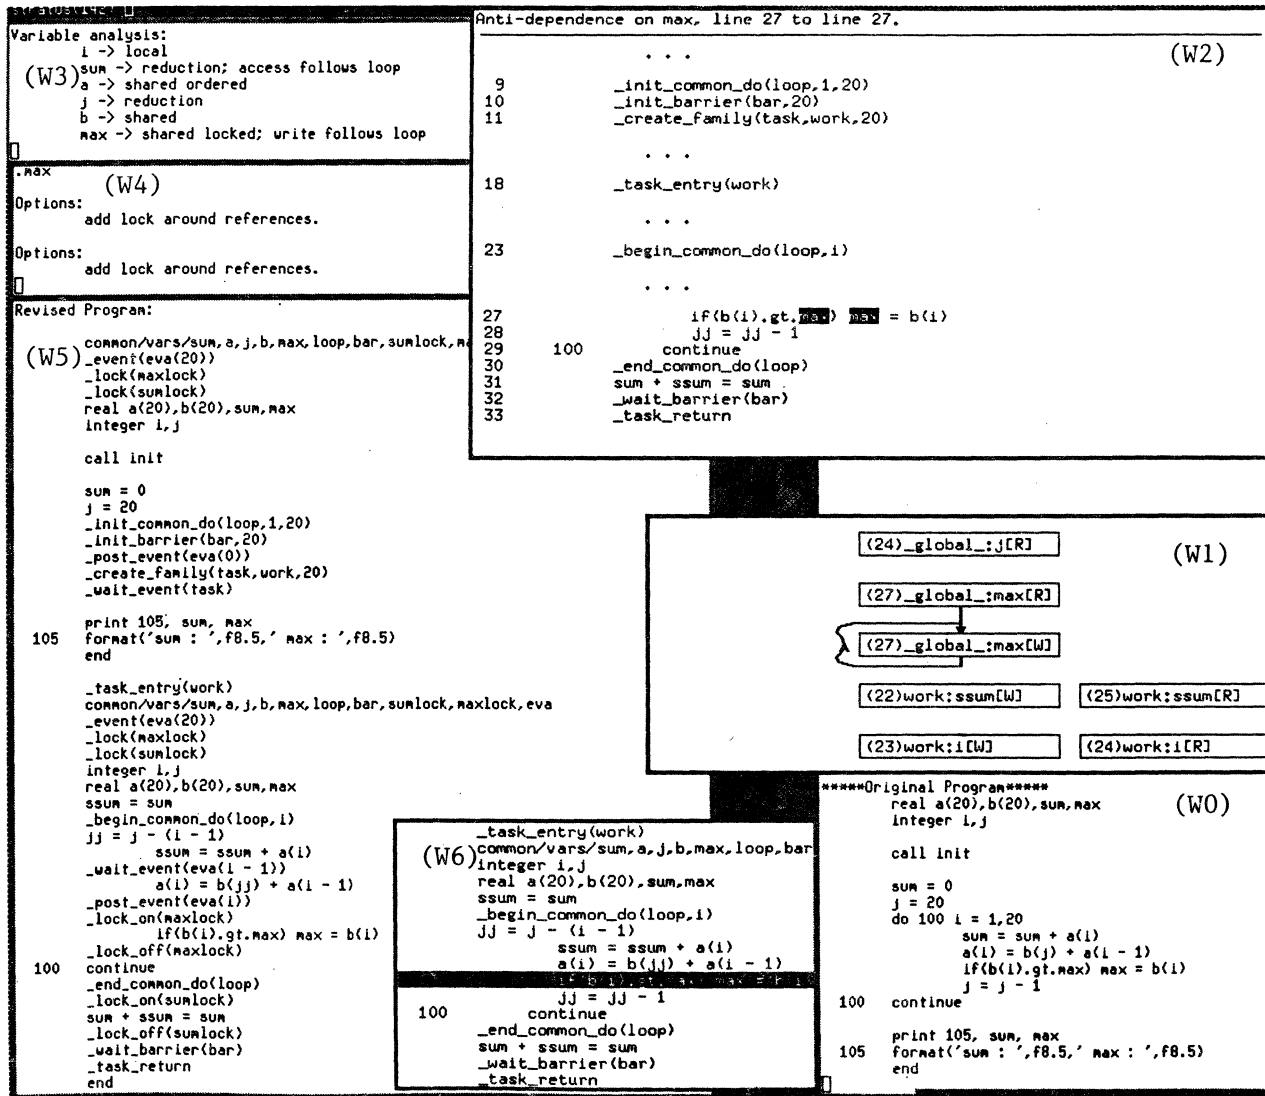 Variable analysis:
i -> local
(W3) sum -> reduction; access follows loop
a -> shared ordered
j -> reduction
b -> shared
max -> shared locked; write follows loop
.max
(W4)
Options:
add lock around references.
Options:
add lock around references.
Revised Program:
common/vars/sum,a,j,b,max,loop,bar,sumlock,
(W5) _event(eva(20))
_lock(maxlock)
_lock(sumlock)
real a(20),b(20),sum,max
integer i,j
call init
sum = 0
j = 20
_init_common_do(loop,1,20)
_init_barrier(bar,20)
_post_event(eva(0))
_create_family(task,work,20)
_wait_event(task)
print 105, sum, max
105 format('sum : ',f8.5,' max : ',f8.5)
end
_task_entry(work)
common/vars/sum,a,j,b,max,loop,bar,sumlock,maxlock,eva
_event(eva(20))
_lock(maxlock)
_lock(sumlock)
integer i,j
real a(20),b(20),sum,max
ssum = sum
_begin_common_do(loop,i)
jj = j - (i - 1)
ssum = ssum + a(i)
_wait_event(eva(i - 1))
a(i) = b(jj) + a(i - 1)
_post_event(eva(i))
_lock_on(maxlock)
if(b(i).gt.max) max = b(i)
_lock_off(maxlock)
100 continue
_end_common_do(loop)
_lock_on(sumlock)
sum + ssum = sum
_lock_off(sumlock)
_wait_barrier(bar)
_task_return
end
Anti-dependence on max, line 27 to line 27.
. . .
(W2)
9 _init_common_do(loop,1,20)
10 _init_barrier(bar,20)
11 _create_family(task,work,20)
. . .
18 _task_entry(work)
. . .
23 _begin_common_do(loop,i)
. . .
27 if(b(i).gt.max) max = b(i)
28 jj = jj - 1
29 100 continue
30 _end_common_do(loop)
31 sum + ssum = sum
32 _wait_barrier(bar)
33 _task_return
(24)_global_:j[R]
(W1)
(27)_global_:max[R]
(27)_global_:max[W]
(22)work:ssum[W] (25)work:ssum[R]
(23)work:i[W] (24)work:i[R]
_task_entry(work)
(W6) common/vars/sum,a,j,b,max,loop,bar
integer i,j
real a(20),b(20),sum,max
ssum = sum
_begin_common_do(loop,i)
jj = j - (i - 1)
ssum = ssum + a(i)
a(i) = b(jj) + a(i - 1)
jj = jj - 1
100 continue
_end_common_do(loop)
sum + ssum = sum
_wait_barrier(bar)
_task_return
*****Original Program*****
real a(20),b(20),sum,max
(W0)
integer i,j
call init
sum = 0
j = 20
do 100 i = 1,20
sum = sum + a(i)
a(i) = b(j) + a(i - 1)
if(b(i).gt.max) max = b(i)
j = j - 1
100 continue
print 105, sum, max
105 format('sum : ',f8.5,' max : ',f8.5)
end